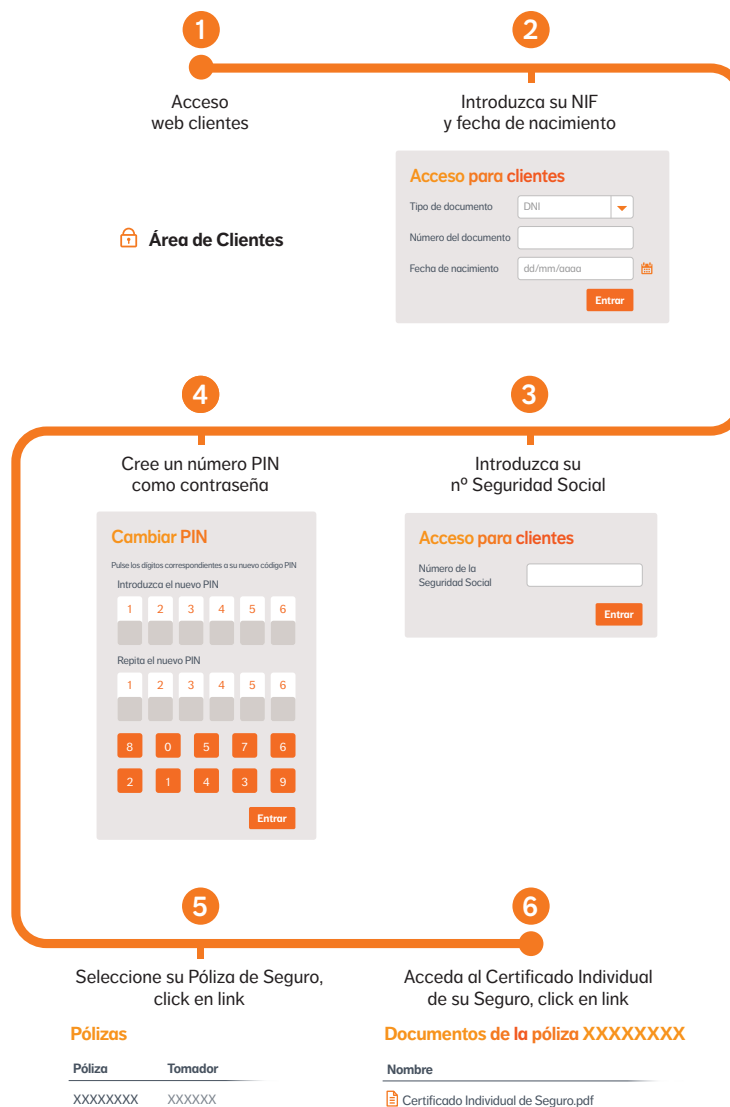 1
Acceso
web clientes
Área de Clientes
2
Introduzca su NIF
y fecha de nacimiento
Acceso para clientes
Tipo de documento
DNI
Número del documento
Fecha de nacimiento
dd/mm/aaaa
Entrar
3
Introduzca su
nº Seguridad Social
Acceso para clientes
Número de la
Seguridad Social
Entrar
4
Cree un número PIN
como contraseña
Cambiar PIN
Pulse los dígitos correspondientes a su nuevo código PIN
Introduzca el nuevo PIN
1 2 3 4 5 6
Repita el nuevo PIN
1 2 3 4 5 6
8 0 5 7 6
2 1 4 3 9
Entrar
5
Seleccione su Póliza de Seguro,
click en link
Pólizas
Póliza Tomador
XXXXXXXX XXXXXX
6
Acceda al Certificado Individual
de su Seguro, click en link
Documentos de la póliza XXXXXXXX
Nombre
Certificado Individual de Seguro.pdf